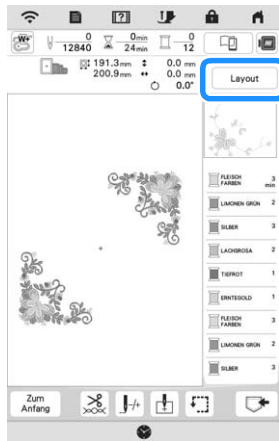 W+
0
12840
0min
24min
0
12
191.3mm
200.9mm
0.0 mm
0.0 mm
0.0°
Layout
FLEISCH
FARBEN
3
min
LIMONEN GRÜN 2
SILBER 3
LACHSROSA 2
TIEFROT 1
ERNTEGOLD 1
FLEISCH
FARBEN
3
LIMONEN GRÜN 2
SILBER 3
Zum
Anfang
-/+